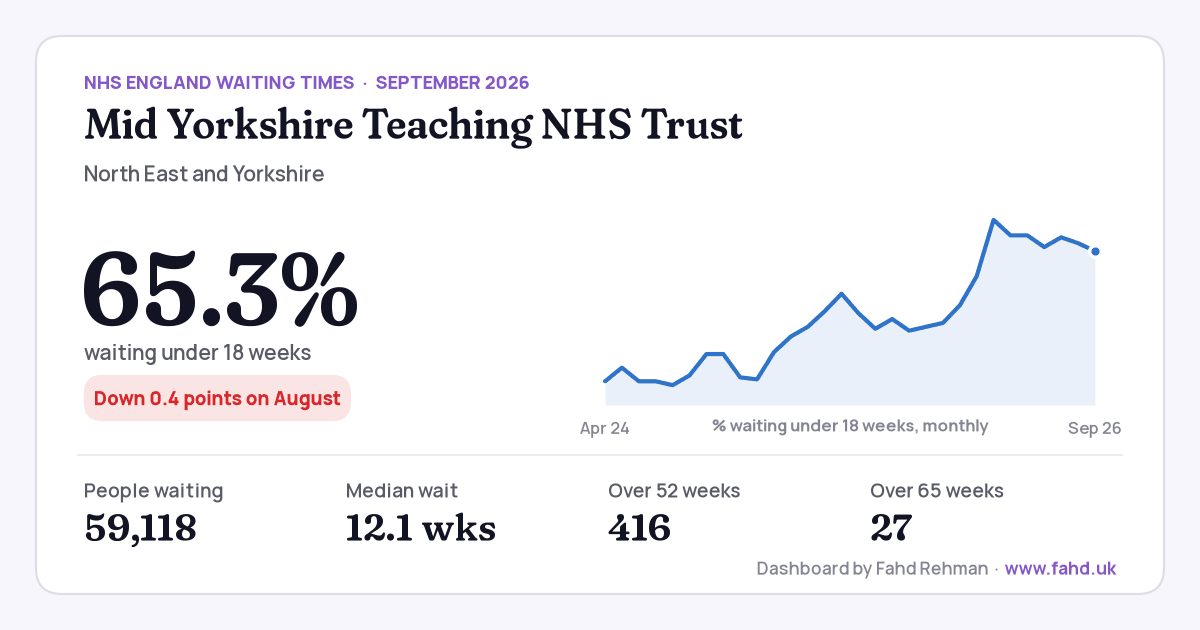 NHS ENGLAND WAITING TIMES · SEPTEMBER 2026
Mid Yorkshire Teaching NHS Trust
North East and Yorkshire
65.3%
waiting under 18 weeks
Down 0.4 points on August
Apr 24
% waiting under 18 weeks, monthly
Sep 26
People waiting
59,118
Median wait
12.1 wks
Over 52 weeks
416
Over 65 weeks
27
Dashboard by Fahd Rehman · www.fahd.uk